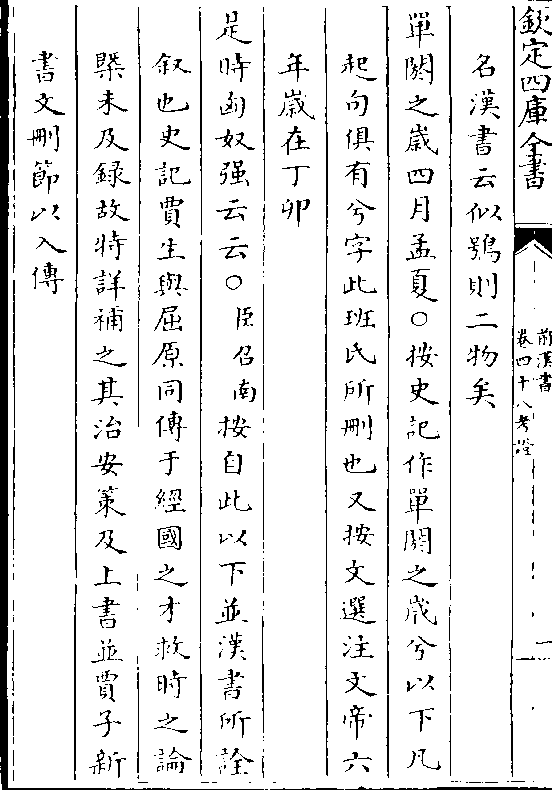 欽定四庫全書
前漢書
卷四十八考證
一
名漢書云似鴞則二物矣
單閼之歲四月孟夏○按史記作單閼之歲兮以下凡
起句俱有兮字此班氏所刪也又按文選注文帝六
年歲在丁卯
是時匈奴强云云○臣召南按自此以下並漢書所詮
叙也史記賈生與屈原同傳于經國之才救時之論
槩未及録故特詳補之其治安策及上書並賈子新
書文刪節以入傳